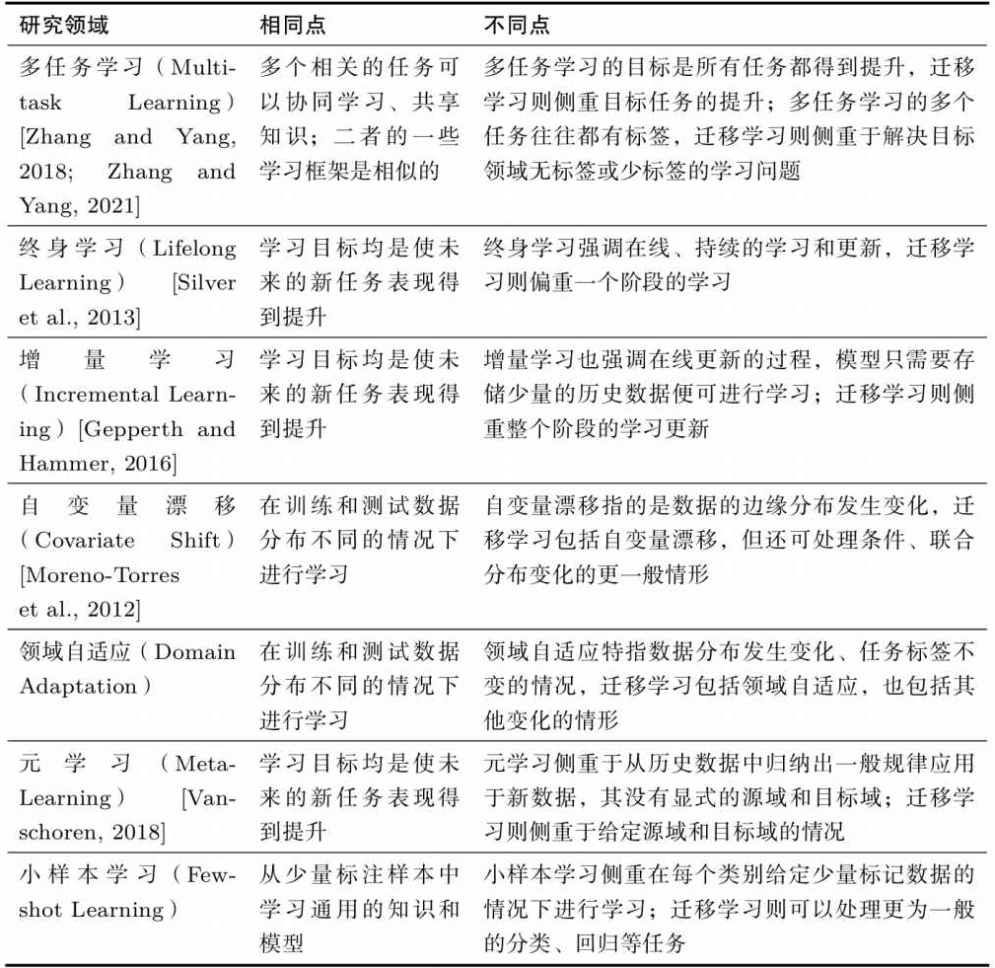 研究领域 相同点 不同点
多任务学习（Multi- 多个相关的任务可 多任务学习的目标是所有任务都得到提升，迁移
task Learning） 以协同学习、共享 学习则侧重目标任务的提升；多任务学习的多个
[Zhang and Yang, 知识；二者的一些 任务往往都有标签，迁移学习则侧重于解决目标
2018; Zhang and 学习框架是相似的 领域无标签或少标签的学习问题
Yang, 2021]
终身学习（Lifelong 学习目标均是使未 终身学习强调在线、持续的学习和更新，迁移学
Learning） [Silver 来的新任务表现得 习则偏重一个阶段的学习
et al., 2013] 到提升
增量学习 学习目标均是使未 增量学习也强调在线更新的过程，模型只需要存
（Incremental Learn- 来的新任务表现得 储少量的历史数据便可进行学习；迁移学习则侧
ing）[Gepperth and 到提升 重整个阶段的学习更新
Hammer, 2016]
自变量漂移 在训练和测试数据 自变量漂移指的是数据的边缘分布发生变化，迁
（Covariate Shift） 分布不同的情况下 移学习包括自变量漂移，但还可处理条件、联合
[Moreno-Torres 进行学习 分布变化的更一般情形
et al., 2012]
领域自适应（Domain 在训练和测试数据 领域自适应特指数据分布发生变化、任务标签不
Adaptation） 分布不同的情况下 变的情况，迁移学习包括领域自适应，也包括其
进行学习 他变化的情形
元学习（Meta- 学习目标均是使未 元学习侧重于从历史数据中归纳出一般规律应用
Learning） [Van- 来的新任务表现得 于新数据，其没有显式的源域和目标域；迁移学
schoren, 2018] 到提升 习则侧重于给定源域和目标域的情况
小样本学习（Few- 从少量标注样本中 小样本学习侧重在每个类别给定少量标记数据的
shot Learning） 学习通用的知识和 情况下进行学习；迁移学习则可以处理更为一般
模型 的分类、回归等任务